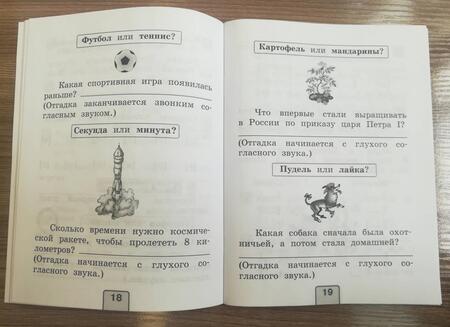 Футбол или теннис?
Какая спортивная игра появилась
раньше?
(Отгадка заканчивается звонким со-
гласным звуком.)
Секунда или минута?
Сколько времени нужно космичес-
кой ракете, чтобы пролететь 8 ки-
лометров?
(Отгадка начинается с глухого со-
гласного звука.)
18
Картофель или мандарины?
Что впервые стали выращивать
в России по приказу царя Петра I?
(Отгадка начинается с глухого со-
гласного звука.)
Пудель или лайка?
Какая собака сначала была охот-
ничьей, а потом стала домашней?
(Отгадка начинается с глухого со-
гласного звука.)
19